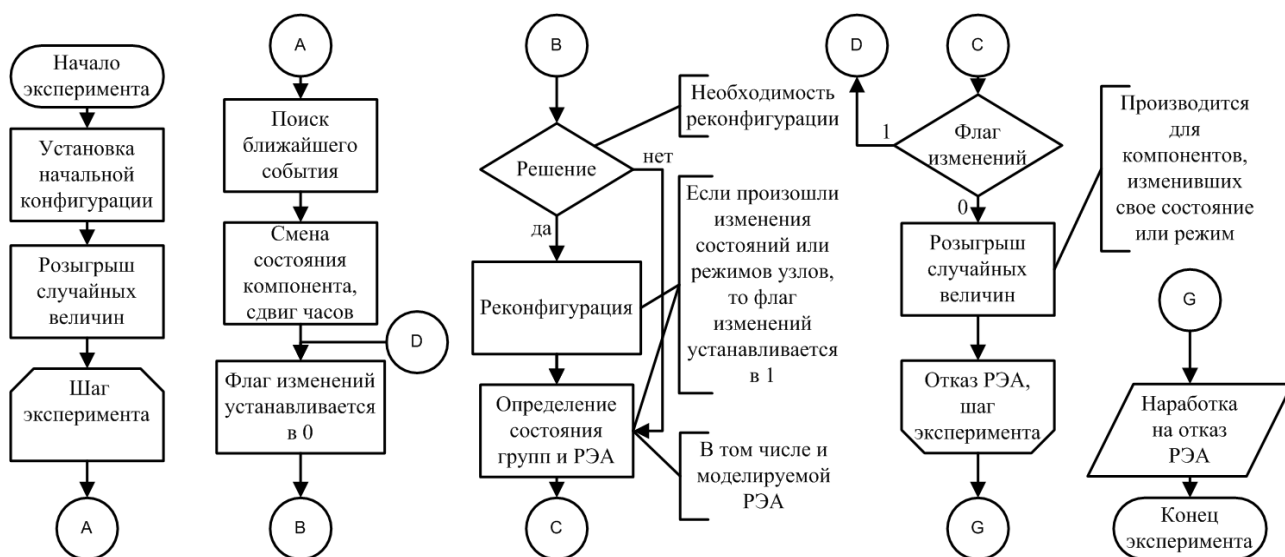 Начало
эксперимента
Установка
начальной
конфигурации
Розыгрыш
случайных
величин
Шаг
эксперимента
A
A
Поиск
ближайшего
события
Смена
состояния
компонента,
сдвиг часов
D
Флаг изменений
устанавливается
в 0
B
B
Необходимость
реконфигурации
Решение
нет
да
Если произошли
изменения
состояний или
режимов узлов,
то флаг
изменений
устанавливается
в 1
Реконфигурация
Определение
состояния
групп и РЭА
В том числе и
моделируемой
РЭА
C
D
C
1
Флаг
изменений
0
Производится
для
компонентов,
изменивших
свое состояние
или режим
Розыгрыш
случайных
величин
Отказ РЭА,
шаг
эксперимента
G
G
Наработка
на отказ
РЭА
Конец
эксперимента